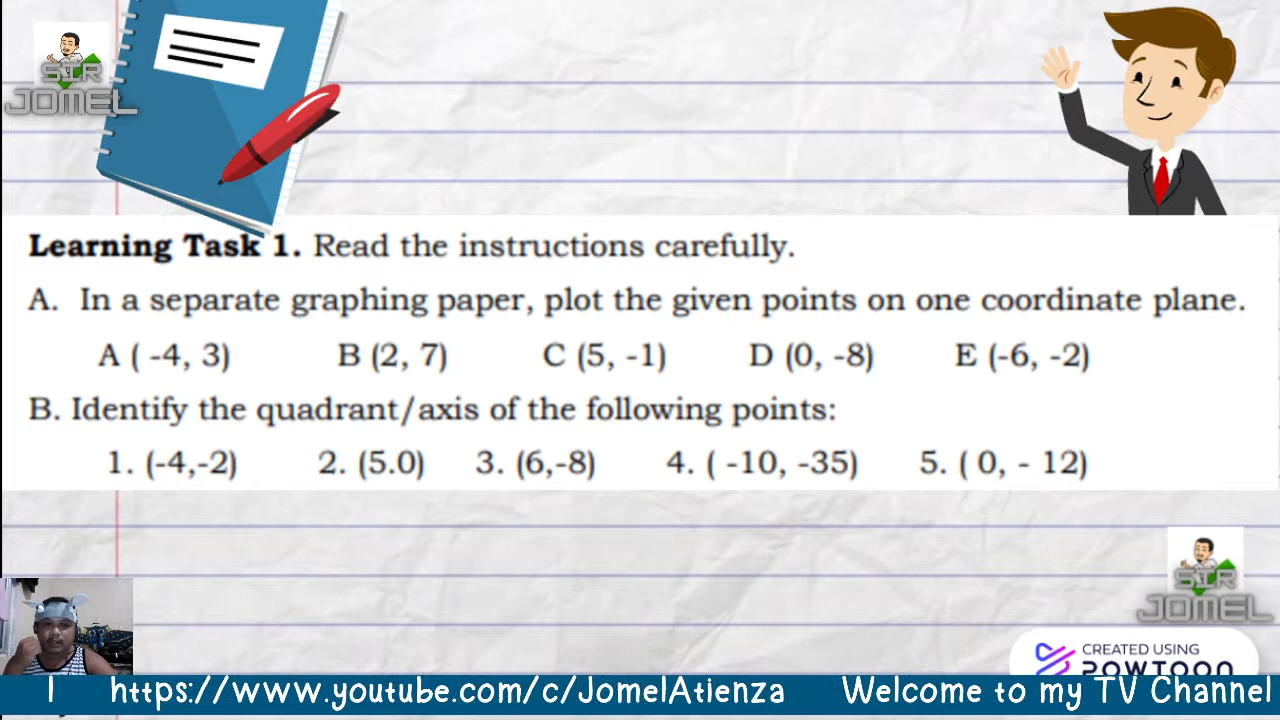 SIR
JOMEL
Learning Task 1. Read the instructions carefully.
A. In a separate graphing paper, plot the given points on one coordinate plane.
A ( -4, 3) B (2, 7) C (5, -1) D (0, -8) E (-6, -2)
B. Identify the quadrant/axis of the following points:
1. (-4,-2) 2. (5.0) 3. (6,-8) 4. ( -10, -35) 5. ( 0, - 12)
SIR
JOMEL
CREATED USING
POWTOON
l https://www.youtube.com/c/JomelAtienza Welcome to my TV Channel